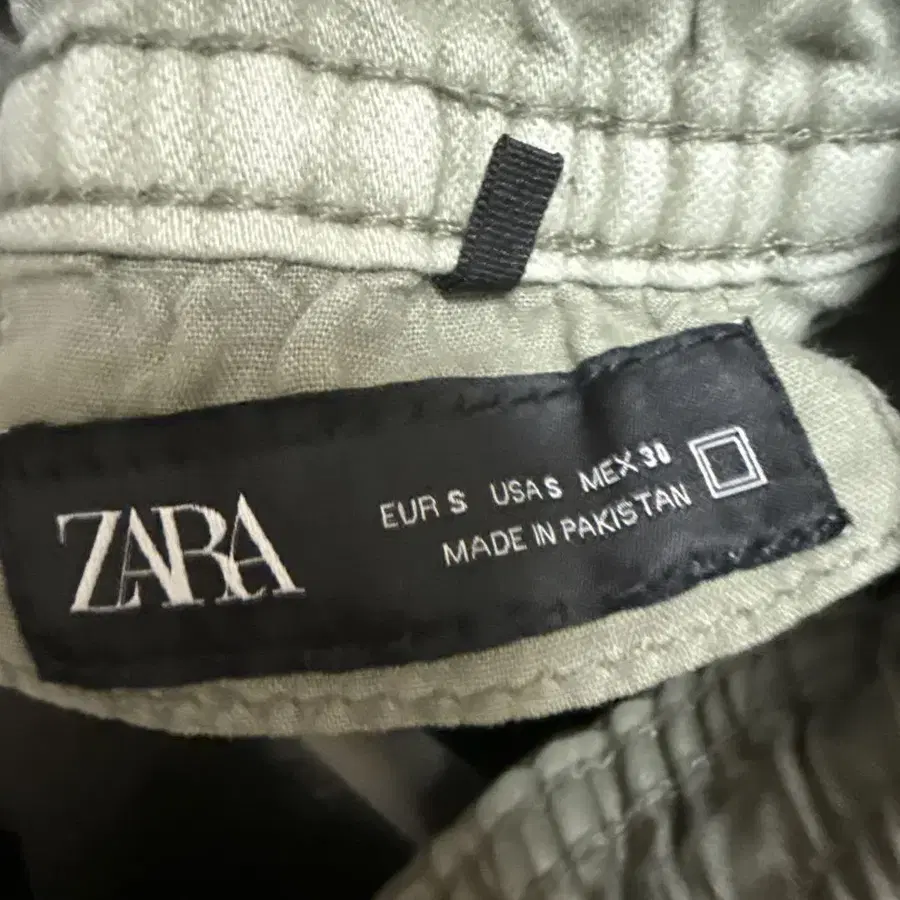 ZARA
EUR S USA S MEX 30
MADE IN PAKISTAN